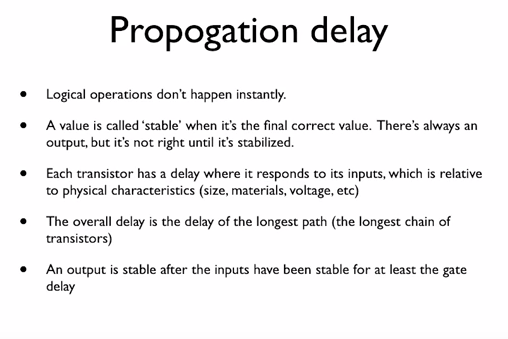 Propogation delay
• Logical operations don't happen instantly.
• A value is called 'stable' when it's the final correct value. There's always an
output, but it's not right until it's stabilized.
• Each transistor has a delay where it responds to its inputs, which is relative
to physical characteristics (size, materials, voltage, etc)
• The overall delay is the delay of the longest path (the longest chain of
transistors)
• An output is stable after the inputs have been stable for at least the gate
delay